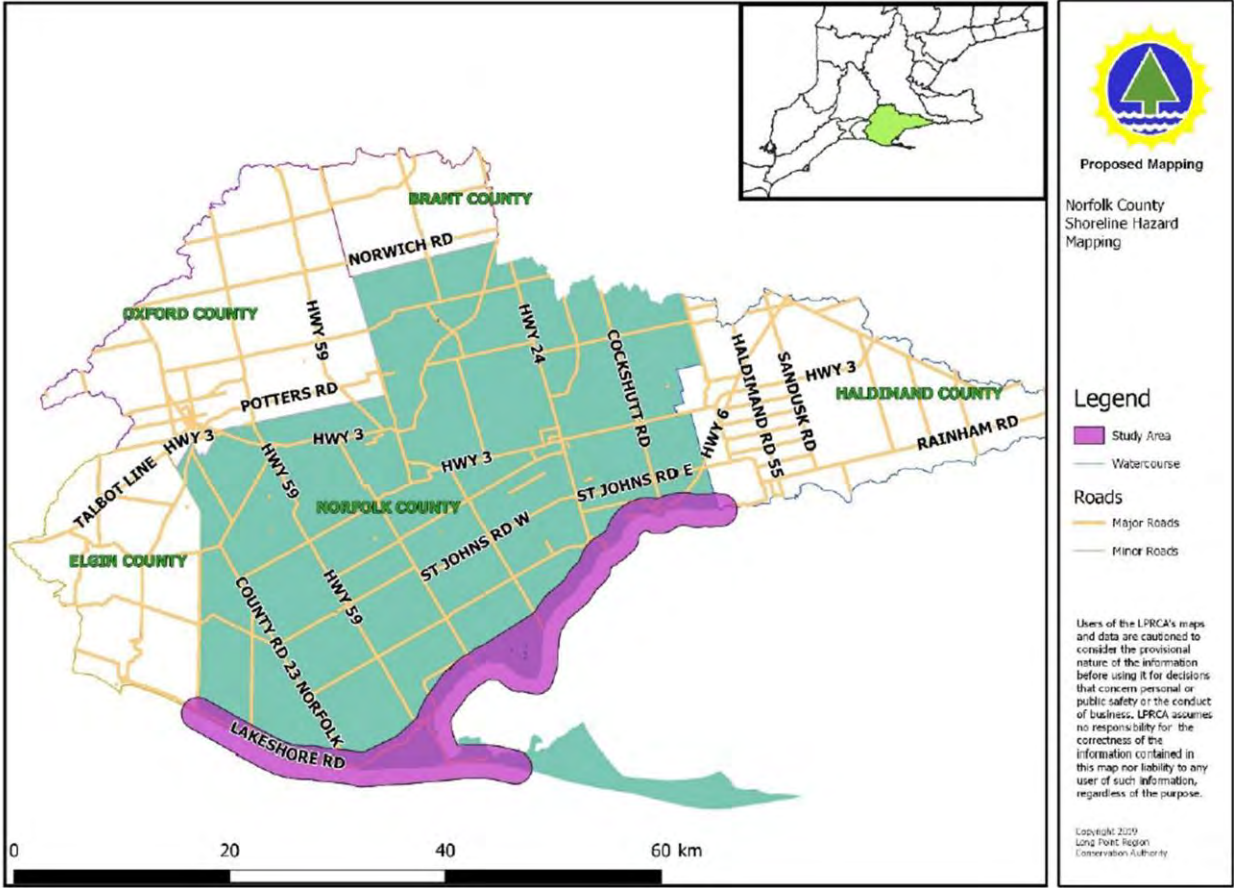 BRANT COUNTY
NORWICH RD
OXFORD COUNTY
HWY 59
HWY 24
COCKSHUTT RD
HALDIMAND RD 55
SANDUSK RD
HWY 3
HALDIMAND COUNTY
POTTERS RD
HWY 3
HWY 3
HWY 6
RAINHAM RD
TALBOT LINE
HWY 59
HWY 3
ST JOHNS RD E
NORFOLK COUNTY
ELGIN COUNTY
ST JOHNS RD W
COUNTY RD 23 NORFOLK
HWY 59
LAKESHORE RD
0 20 40 60 km
Proposed Mapping
Norfolk County
Shoreline Hazard
Mapping
Legend
Study Area
Watercourse
Roads
Major Roads
Minor Roads
Users of the LPRCA's maps
and data are cautioned to
consider the provisional
nature of the information
before using it for decisions
that concern personal or
public safety or the conduct
of business. LPRCA assumes
no responsibility for the
correctness of the
information contained in
this map nor liability to any
user of such information,
regardless of the purpose.
Copyright 2019
Long Point Region
Conservation Authority